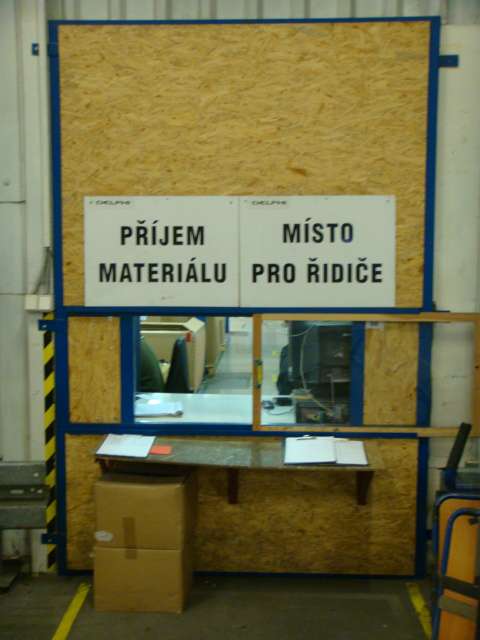 DELPHI
PŘÍJEM
MATERIÁLU
DELPHI
MÍSTO
PRO ŘIDIČE